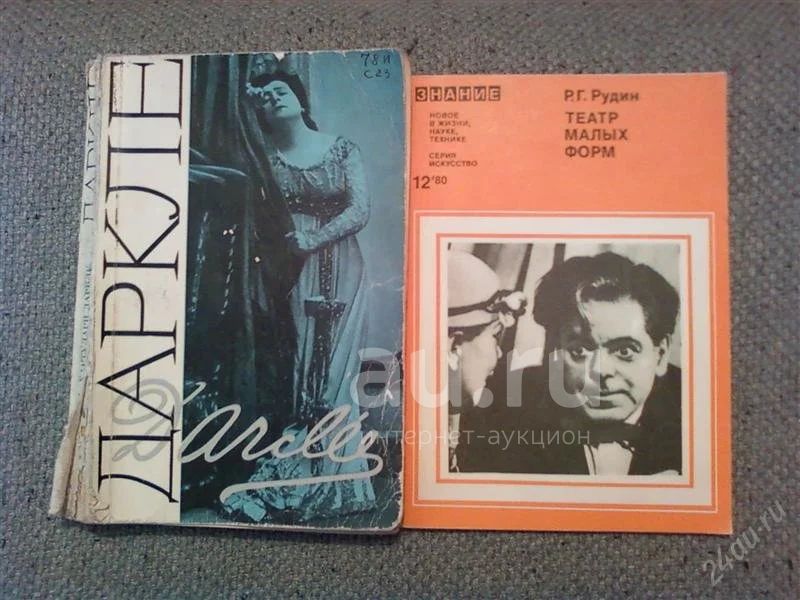 ДАРКЛЕ
78И
С23
Darclée
ЗНАНИЕ
НОВОЕ
В ЖИЗНИ,
НАУКЕ,
ТЕХНИКЕ
СЕРИЯ
ИСКУССТВО
12'80
Р.Г. Рудин
ТЕАТР
МАЛЫХ
ФОРМ
au.ru
интернет-аукцион
24au.ru